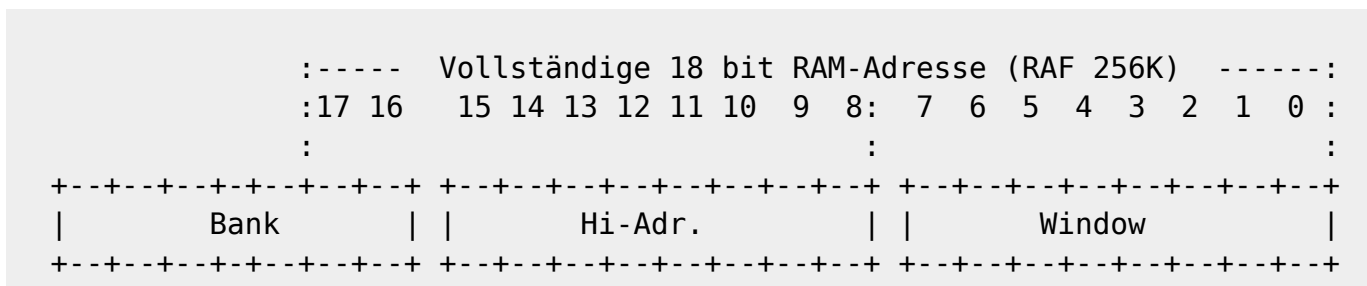 :----- Vollständige 18 bit RAM-Adresse (RAF 256K) ------:
:17 16 15 14 13 12 11 10 9 8: 7 6 5 4 3 2 1 0 :
: : :
+--+--+--+-+--+--+--+ +--+--+--+--+--+--+--+--+ +--+--+--+--+--+--+--+--+
| Bank | | Hi-Adr. | | Window |
+--+--+--+-+--+--+--+ +--+--+--+--+--+--+--+--+ +--+--+--+--+--+--+--+--+